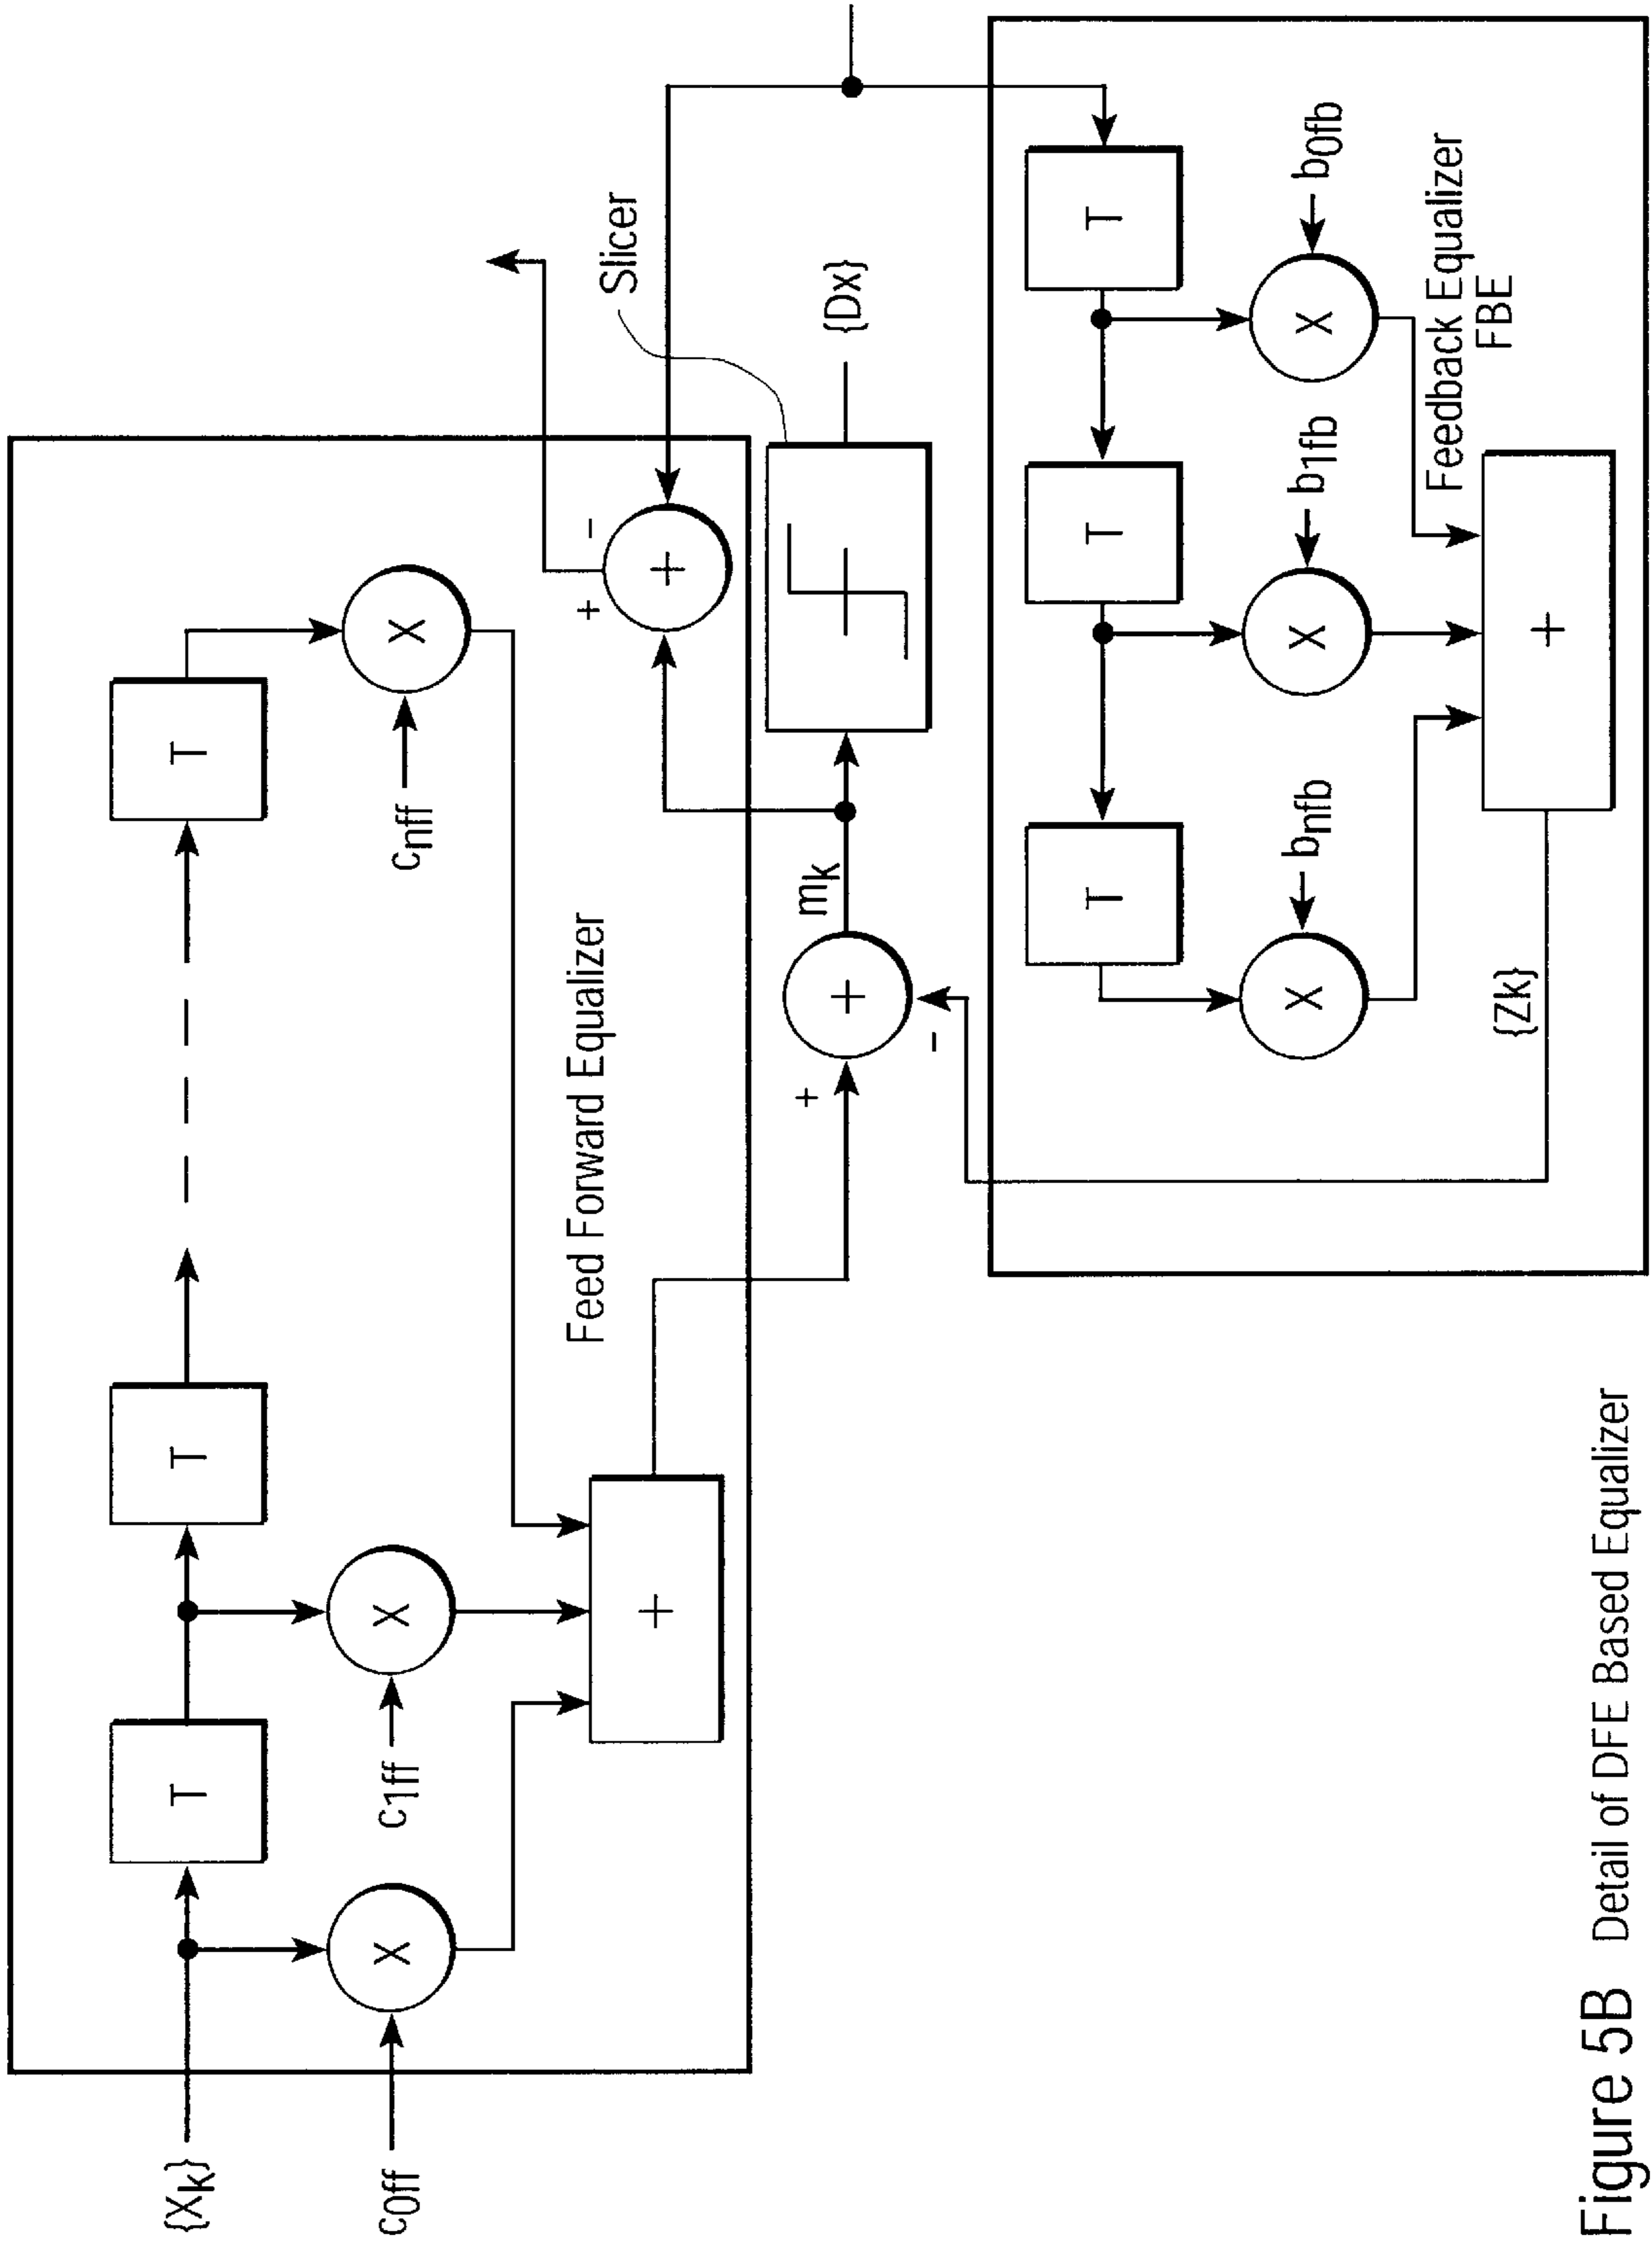 {Xk}
T
T
T
c0ff
X
c1ff
X
cnff
X
+
Feed Forward Equalizer
+
-
+
Slicer
+
+
-
mk
{Dx}
T
T
T
X
bnfb
X
b1fb
X
b0fb
{Zk}
+
Feedback Equalizer
FBE
Figure 5B Detail of DFE Based Equalizer